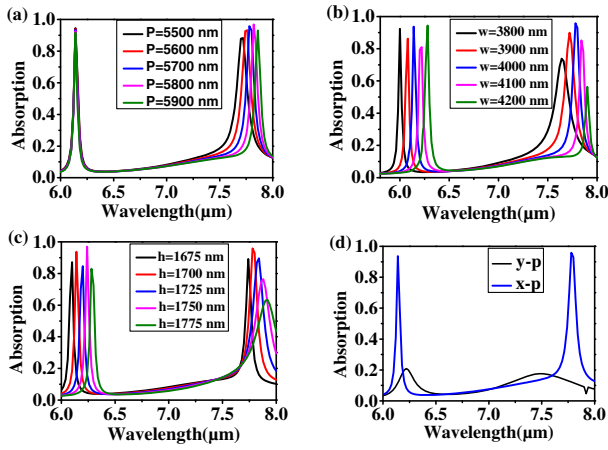 (a)
P=5500 nm
P=5600 nm
P=5700 nm
P=5800 nm
P=5900 nm
1.0
0.8
0.6
0.4
0.2
0.0
Absorption
6.0 6.5 7.0 7.5 8.0
Wavelength(μm)
(b)
w=3800 nm
w=3900 nm
w=4000 nm
w=4100 nm
w=4200 nm
1.0
0.8
0.6
0.4
0.2
0.0
Absorption
6.0 6.5 7.0 7.5 8.0
Wavelength(μm)
(c)
h=1675 nm
h=1700 nm
h=1725 nm
h=1750 nm
h=1775 nm
1.0
0.8
0.6
0.4
0.2
0.0
Absorption
6.0 6.5 7.0 7.5 8.0
Wavelength(μm)
(d)
y-p
x-p
1.0
0.8
0.6
0.4
0.2
0.0
Absorption
6.0 6.5 7.0 7.5 8.0
Wavelength(μm)